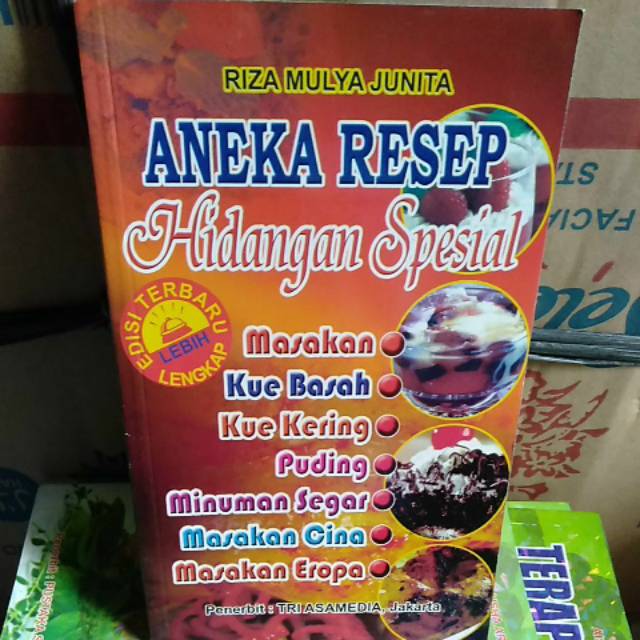 RIZA MULYA JUNITA
ANEKA RESEP
Hidangan Spesial
EDISI TERBARU
LEBIH
LENGKAP
Masakan
Kue Basah
Kue Kering
Puding
Minuman Segar
Masakan Cina
Masakan Eropa
Penerbit : TRI ASAMEDIA, Jakarta
FACIA